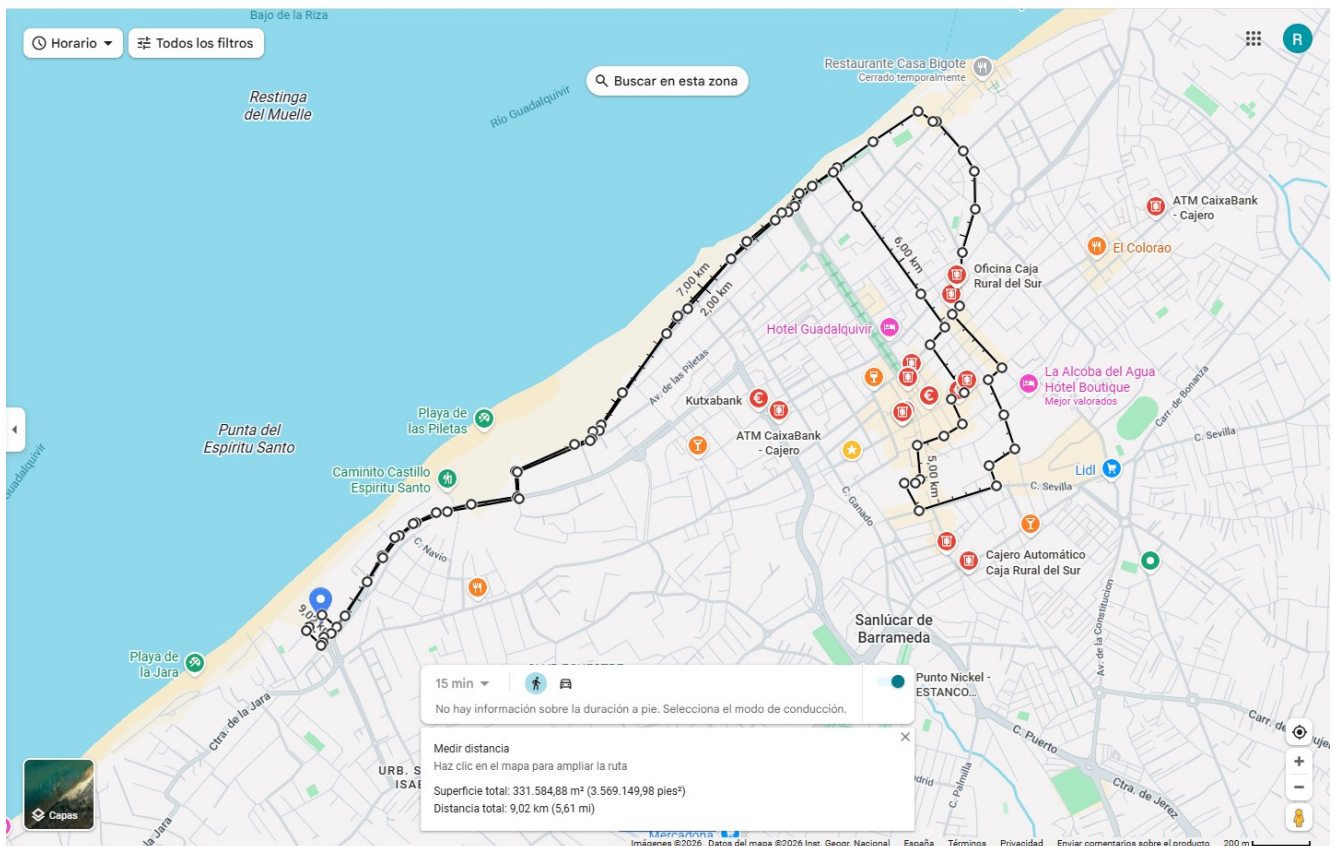 Bajo de la Riza
Horario
Todos los filtros
Buscar en esta zona
Restaurante Casa Bigote
Cerrado temporalmente
R
Restinga
del Muelle
Río Guadalquivir
ATM CaixaBank
- Cajero
El Colorao
6,00 km
Oficina Caja
Rural del Sur
7,00 km
2,00 km
Hotel Guadalquivir
La Alcoba del Agua
Hotel Boutique
Mejor valorados
Av. de las Piletas
Carr. de Bonanza
Kutxabank
Playa de
las Piletas
ATM CaixaBank
- Cajero
C. Sevilla
Punta del
Espíritu Santo
Guadalquivir
Caminito Castillo
Espiritu Santo
5,00 km
Lidl
C. Sevilla
C. Ganado
C. Navío
Cajero Automático
Caja Rural del Sur
Sanlúcar de
Barrameda
Av. de la Constitucion
Playa de
la Jara
15 min
No hay información sobre la duración a pie. Selecciona el modo de conducción.
Punto Nickel -
ESTANCO...
Ctra. de la Jara
C. Puerto
Medir distancia
Haz clic en el mapa para ampliar la ruta
Superficie total: 331.584,88 m² (3.569.149,98 pies²)
Distancia total: 9,02 km (5,61 mi)
URB. S
ISA
C. Palmilla
Ctra. de Jerez
Capas
de la Jara
Mercadona
Imágenes ©2026 Datos del mapa ©2026 Inst. Geogr. Nacional España Términos Privacidad Enviar comentarios sobre el producto 200 m